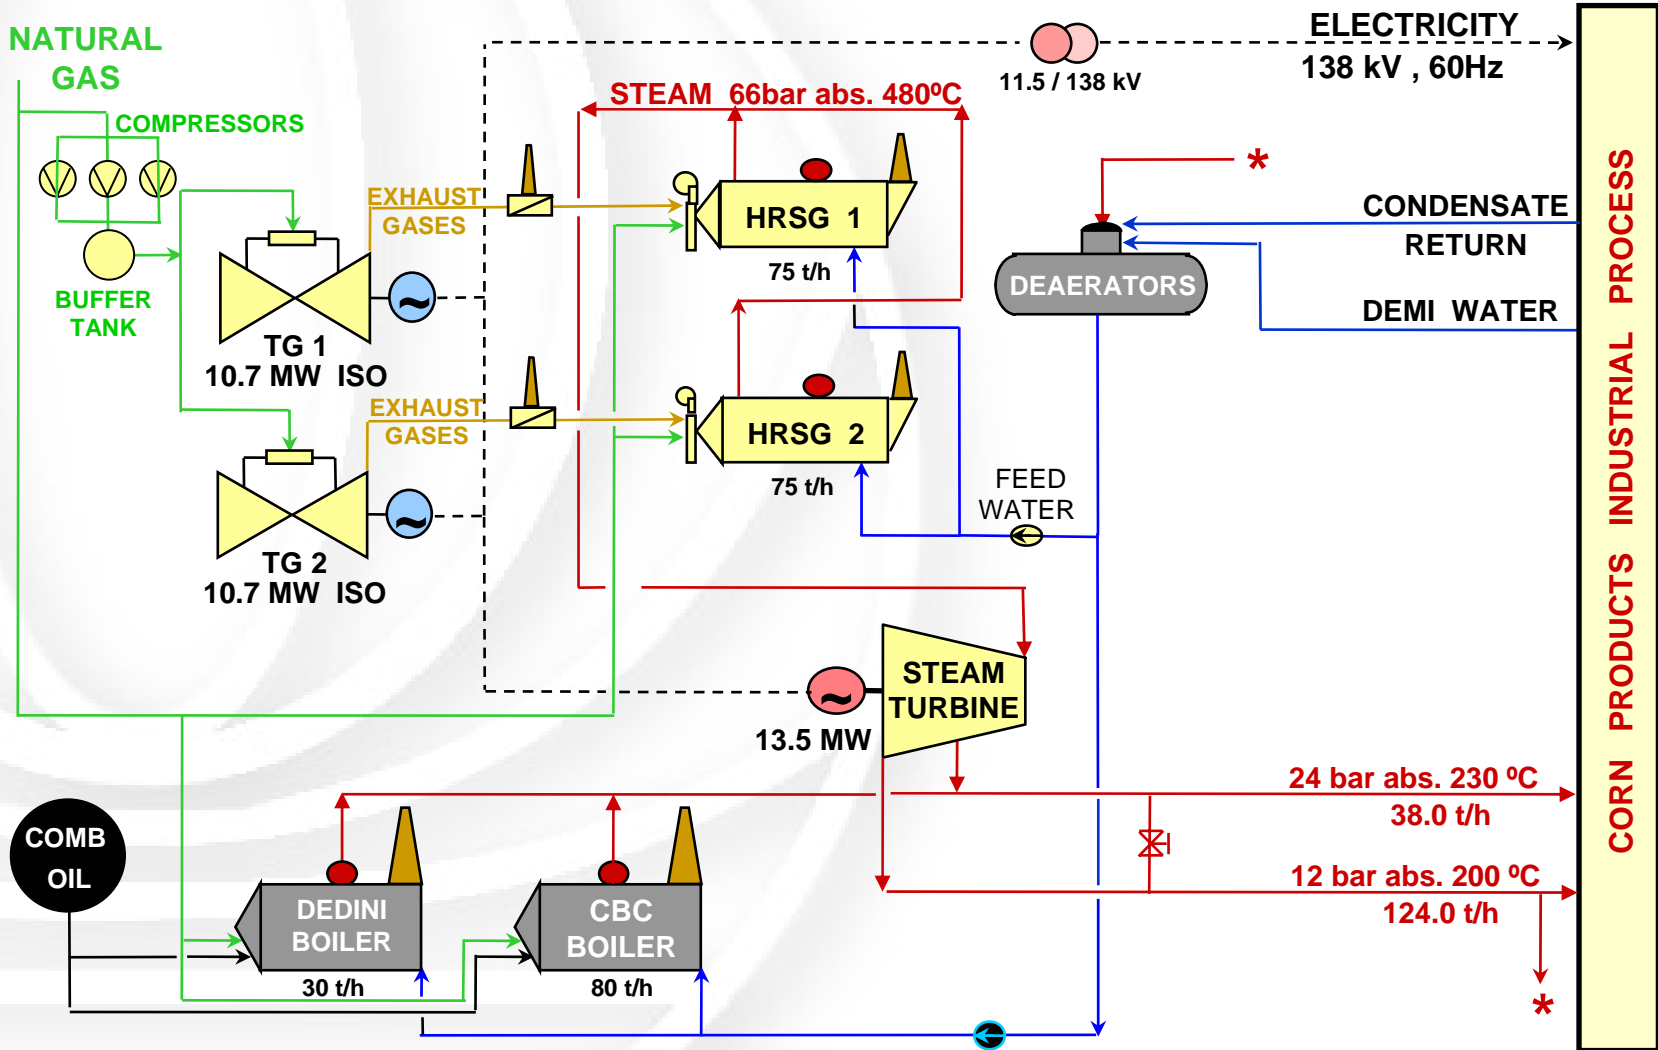 NATURAL
GAS
COMPRESSORS
BUFFER
TANK
EXHAUST
GASES
TG 1
10.7 MW ISO
EXHAUST
GASES
TG 2
10.7 MW ISO
STEAM 66bar abs. 480ºC
HRSG 1
75 t/h
HRSG 2
75 t/h
11.5 / 138 kV
ELECTRICITY
138 kV , 60Hz
*
CONDENSATE
RETURN
DEMI WATER
DEAERATORS
FEED
WATER
~
~
~
STEAM
TURBINE
13.5 MW
24 bar abs. 230 ºC
38.0 t/h
12 bar abs. 200 ºC
124.0 t/h
*
COMB
OIL
DEDINI
BOILER
30 t/h
CBC
BOILER
80 t/h
CORN PRODUCTS INDUSTRIAL PROCESS